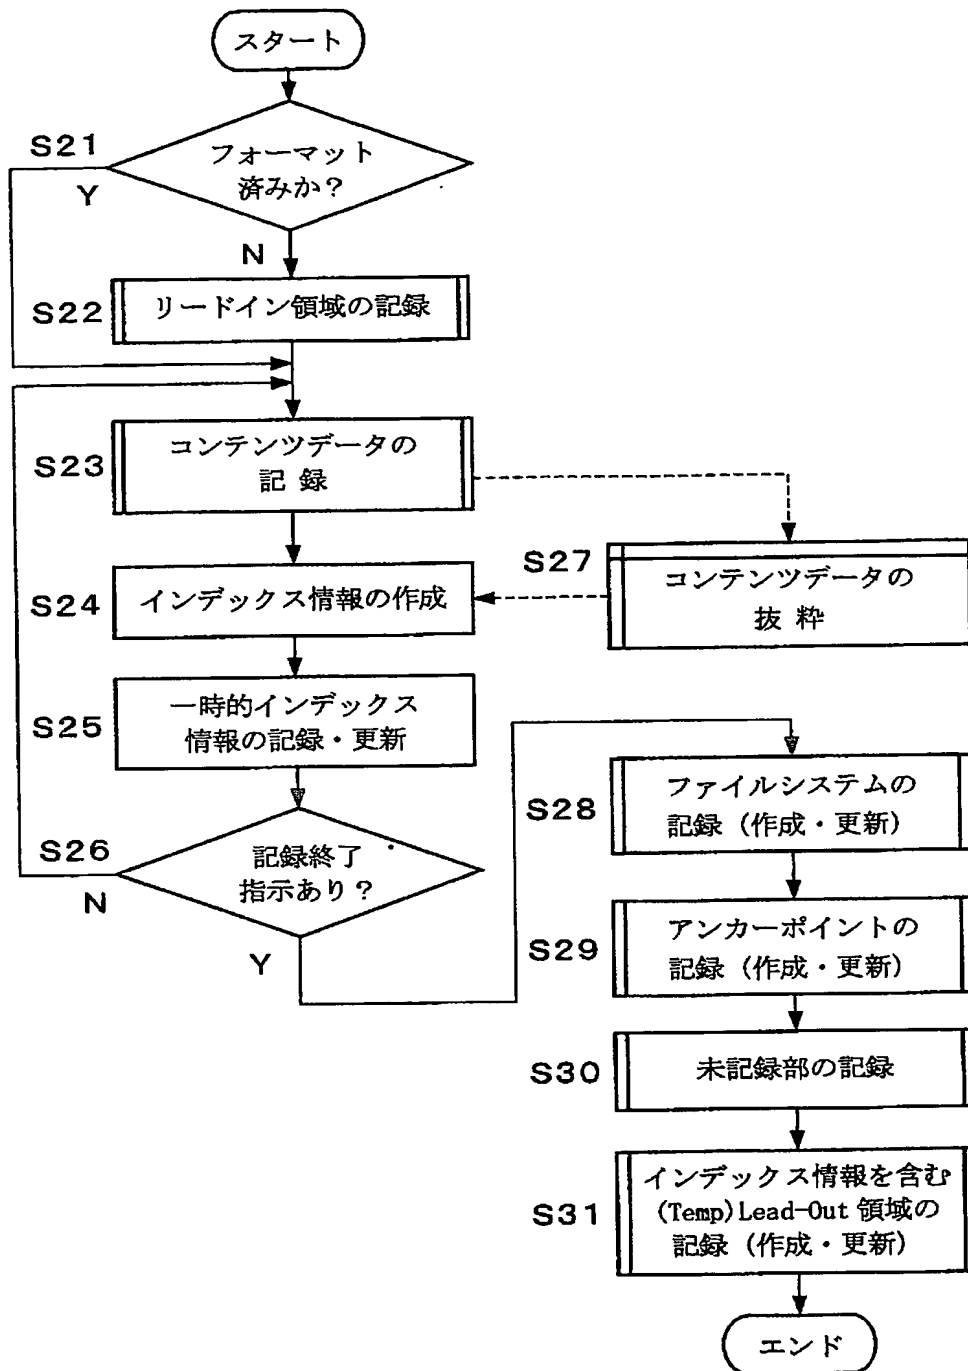 スタート
S21
フォーマット
済みか？
Y
N
S22
リードイン領域の記録
S23
コンテンツデータの
記 録
S24
インデックス情報の作成
S25
一時的インデックス
情報の記録・更新
S26
記録終了
指示あり？
N
Y
S27
コンテンツデータの
抜 粋
S28
ファイルシステムの
記録（作成・更新）
S29
アンカーポイントの
記録（作成・更新）
S30
未記録部の記録
S31
インデックス情報を含む
(Temp)Lead-Out 領域の
記録（作成・更新）
エンド